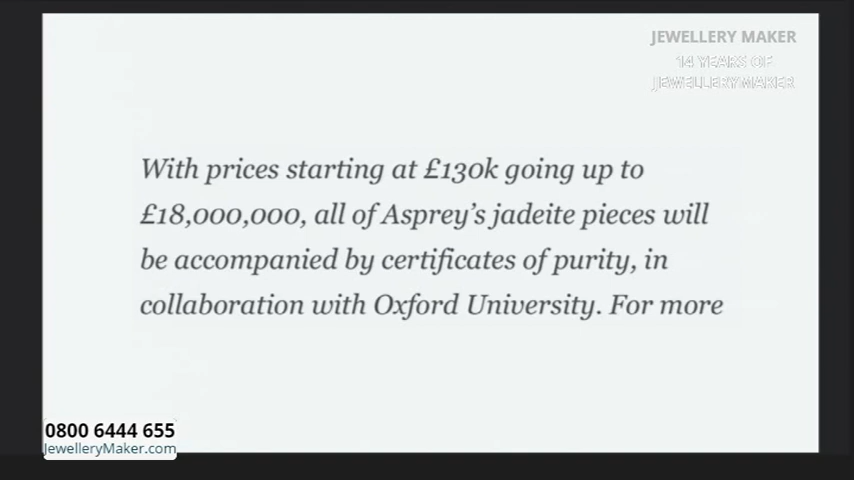 JEWELLERY MAKER
14 YEARS OF
JEWELLERYMAKER
With prices starting at £130k going up to
£18,000,000, all of Asprey’s jadeite pieces will
be accompanied by certificates of purity, in
collaboration with Oxford University. For more
0800 6444 655
JewelleryMaker.com